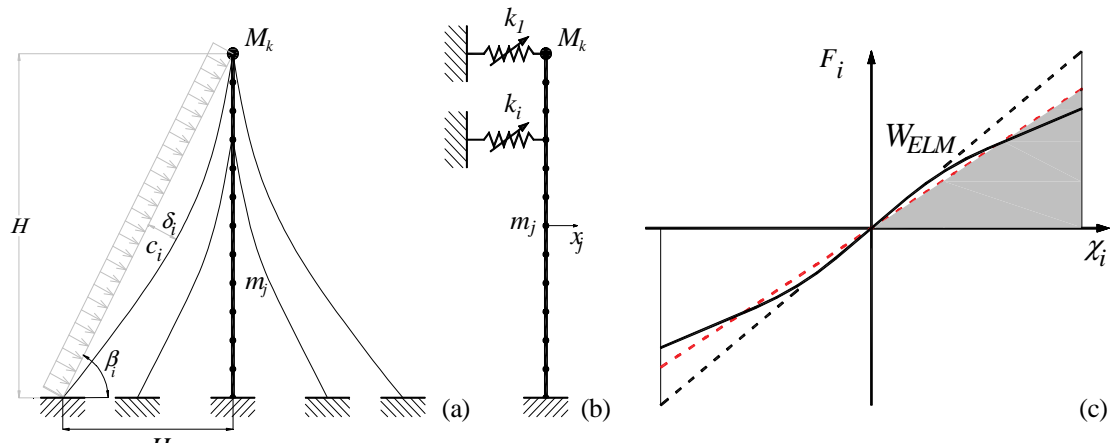 M_k
H
δ_i
c_i
m_j
β_i
H
(a)
k_1
M_k
k_i
m_j
x_j
(b)
F_i
W_ELM
χ_i
(c)